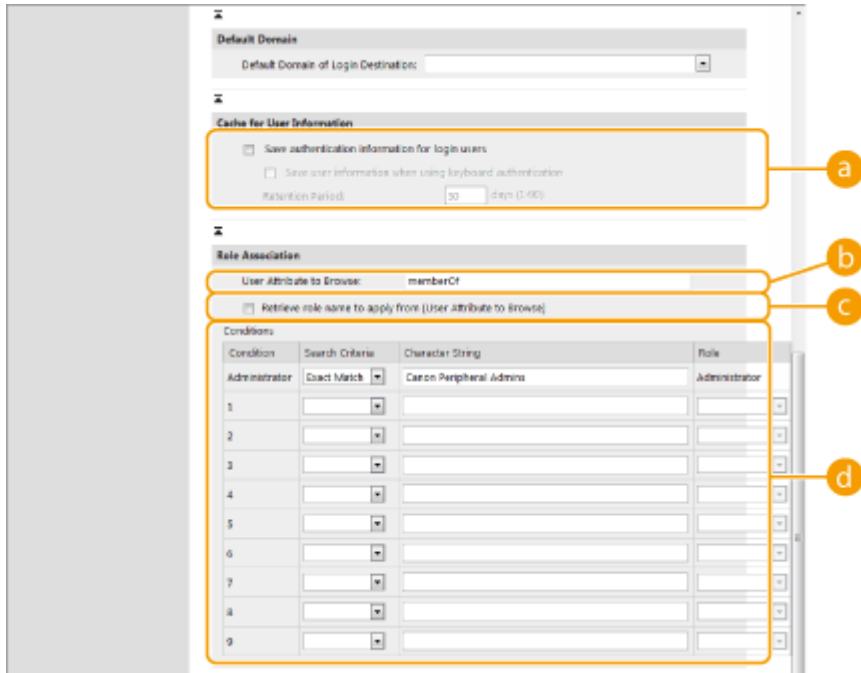 Default Domain
Default Domain of Login Destination:
Cache for User Information
Save authentication information for login users
Save user information when using keyboard authentication
Retention Period: 30 days (1-90)
a
Role Association
b
User Attribute to Browse: memberOf
c
Retrieve role name to apply from [User Attribute to Browse]
Conditions
Condition Search Criteria Character String Role
Administrator Exact Match Canon Peripheral Admins Administrator
1
2
3
4
d
5
6
7
8
9